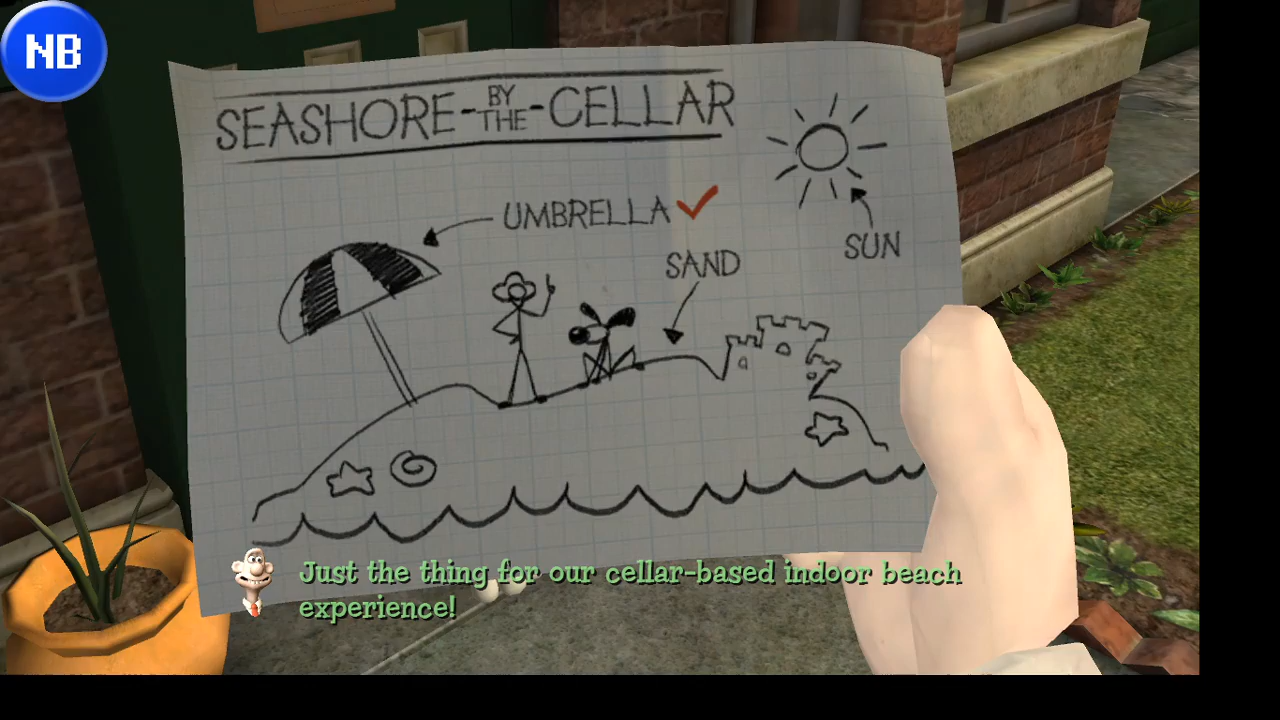 NB
SEASHORE-BY THE-CELLAR
UMBRELLA
SUN
SAND
Just the thing for our cellar-based indoor beach
experience!